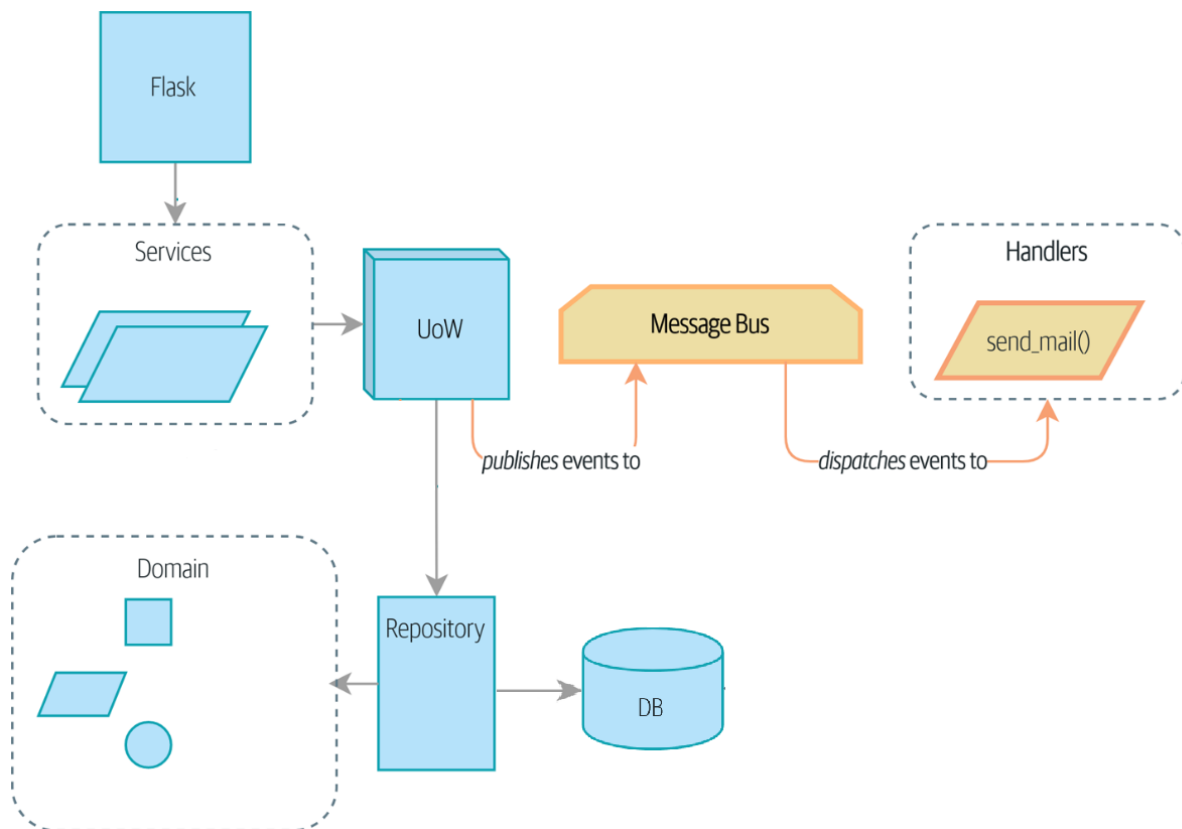 Flask
Services
UoW
Message Bus
Handlers
send_mail()
publishes events to
dispatches events to
Domain
Repository
DB